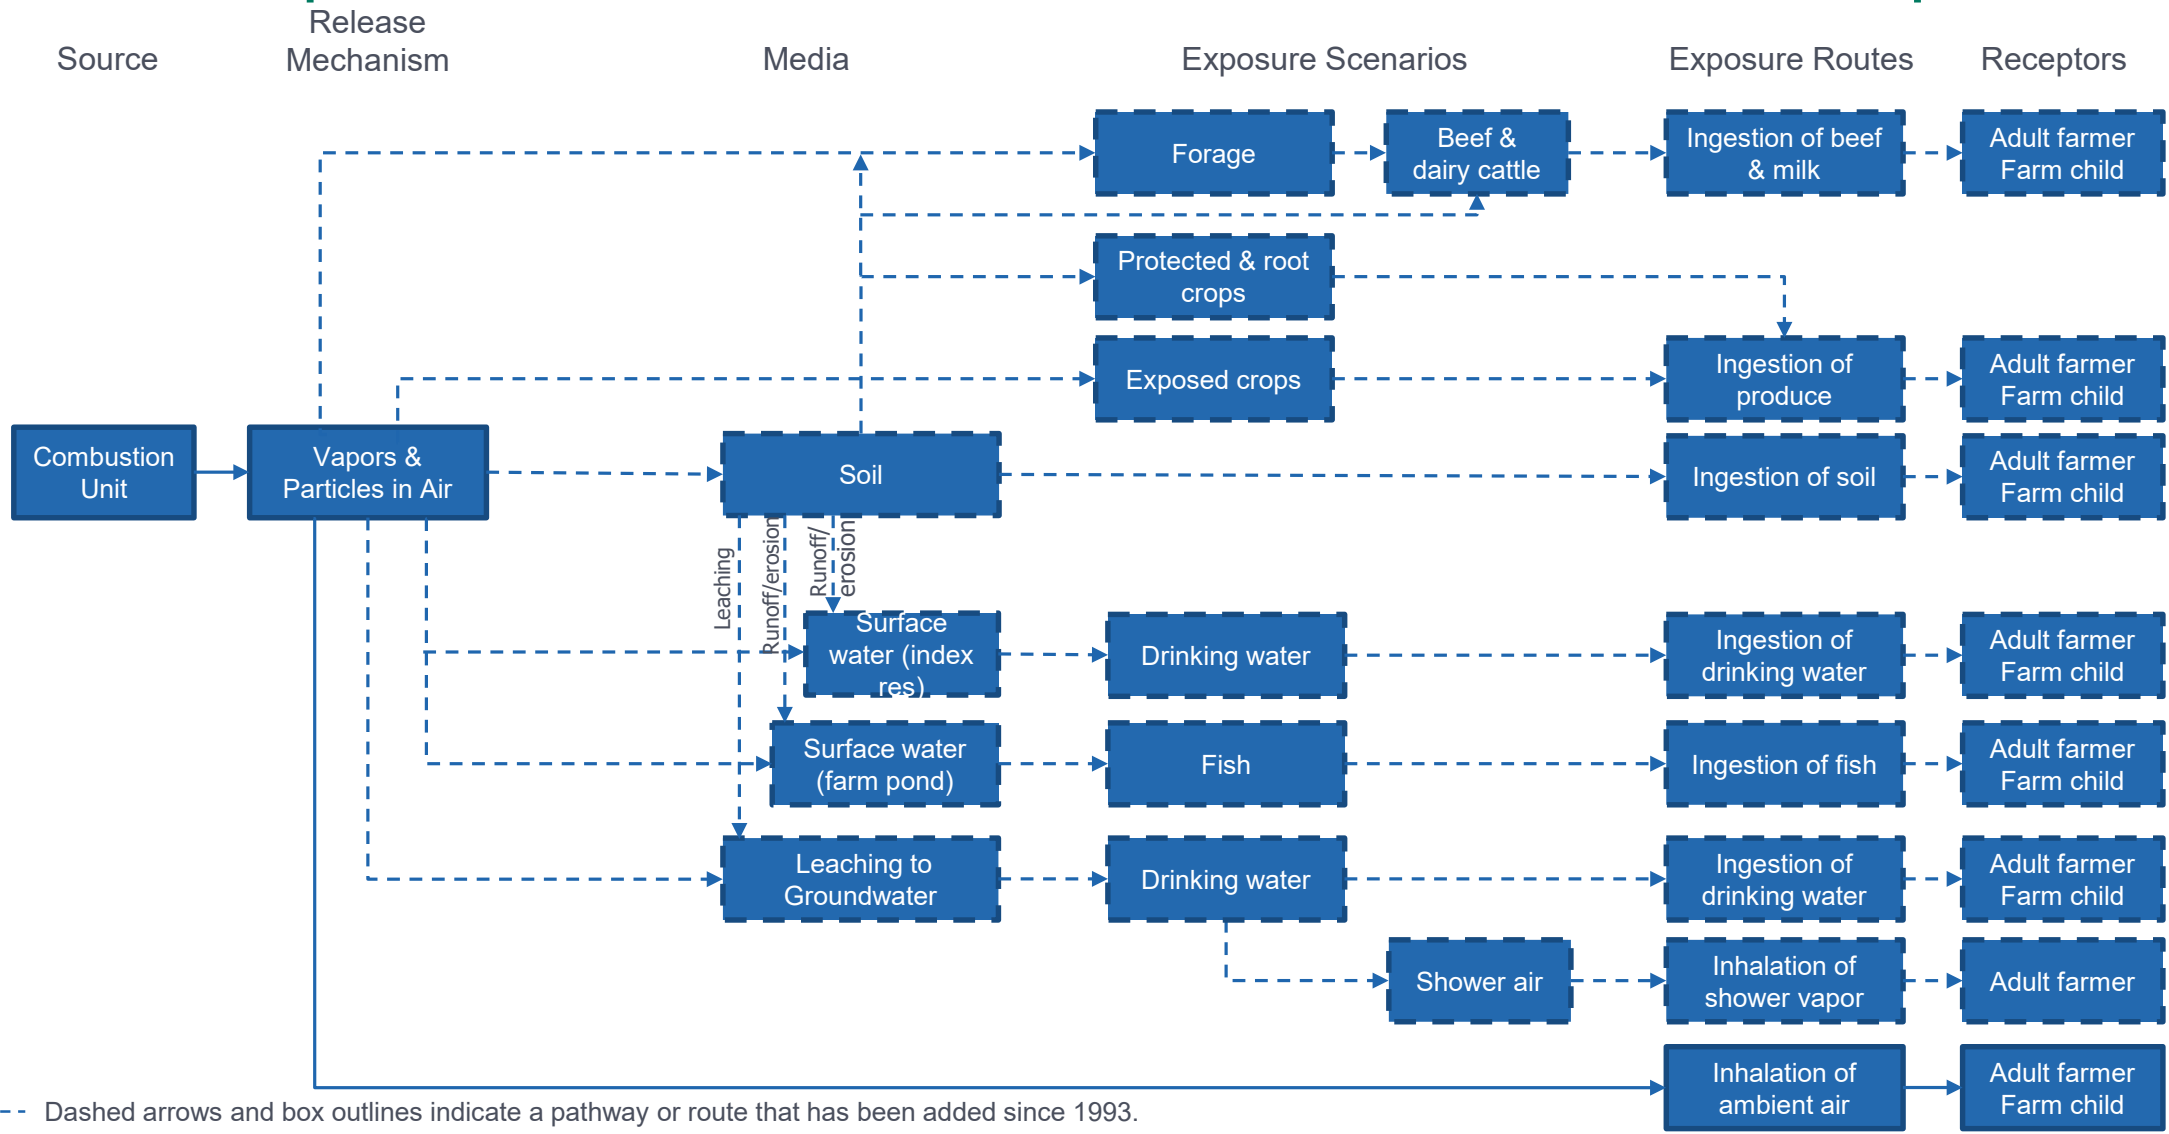 Release
Mechanism
Source
Media
Exposure Scenarios
Exposure Routes
Receptors
Forage
Beef &
dairy cattle
Ingestion of beef
& milk
Adult farmer
Farm child
Protected & root
crops
Exposed crops
Ingestion of
produce
Adult farmer
Farm child
Combustion
Unit
Vapors &
Particles in Air
Soil
Ingestion of soil
Adult farmer
Farm child
Leaching
Runoff/erosion
Runoff/
erosion
Surface
water (index
res)
Drinking water
Ingestion of
drinking water
Adult farmer
Farm child
Surface water
(farm pond)
Fish
Ingestion of fish
Adult farmer
Farm child
Leaching to
Groundwater
Drinking water
Ingestion of
drinking water
Adult farmer
Farm child
Shower air
Inhalation of
shower vapor
Adult farmer
Inhalation of
ambient air
Adult farmer
Farm child
Dashed arrows and box outlines indicate a pathway or route that has been added since 1993.